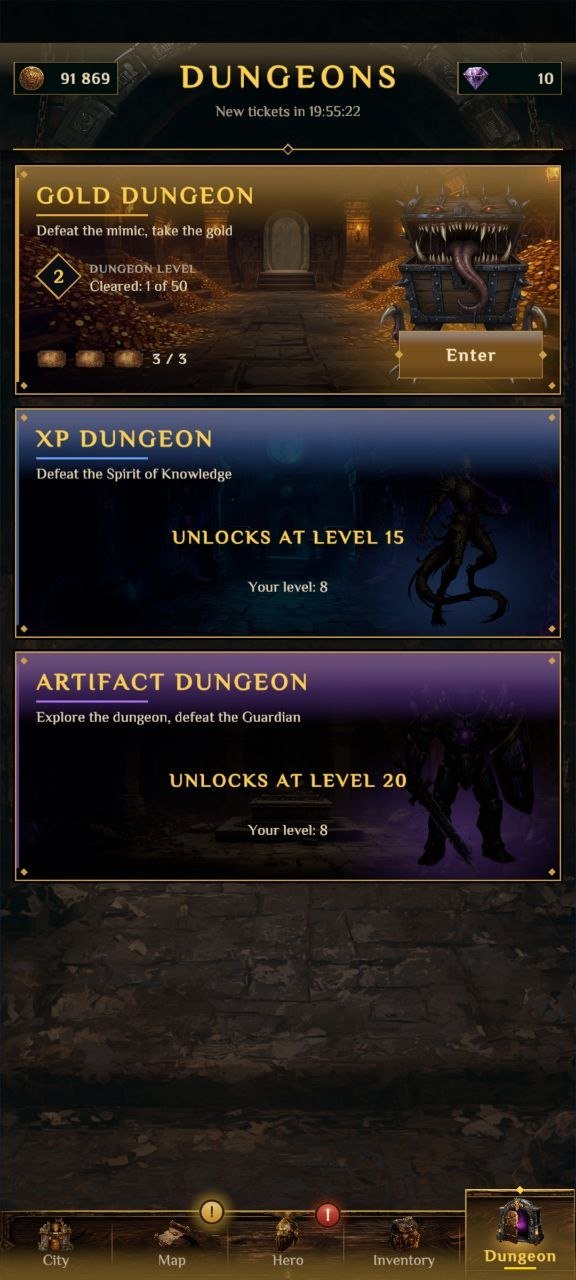 91 869
DUNGEONS
10
New tickets in 19:55:22
GOLD DUNGEON
Defeat the mimic, take the gold
2
DUNGEON LEVEL
Cleared: 1 of 50
3 / 3
Enter
XP DUNGEON
Defeat the Spirit of Knowledge
UNLOCKS AT LEVEL 15
Your level: 8
ARTIFACT DUNGEON
Explore the dungeon, defeat the Guardian
UNLOCKS AT LEVEL 20
Your level: 8
!
!
City
Map
Hero
Inventory
Dungeon